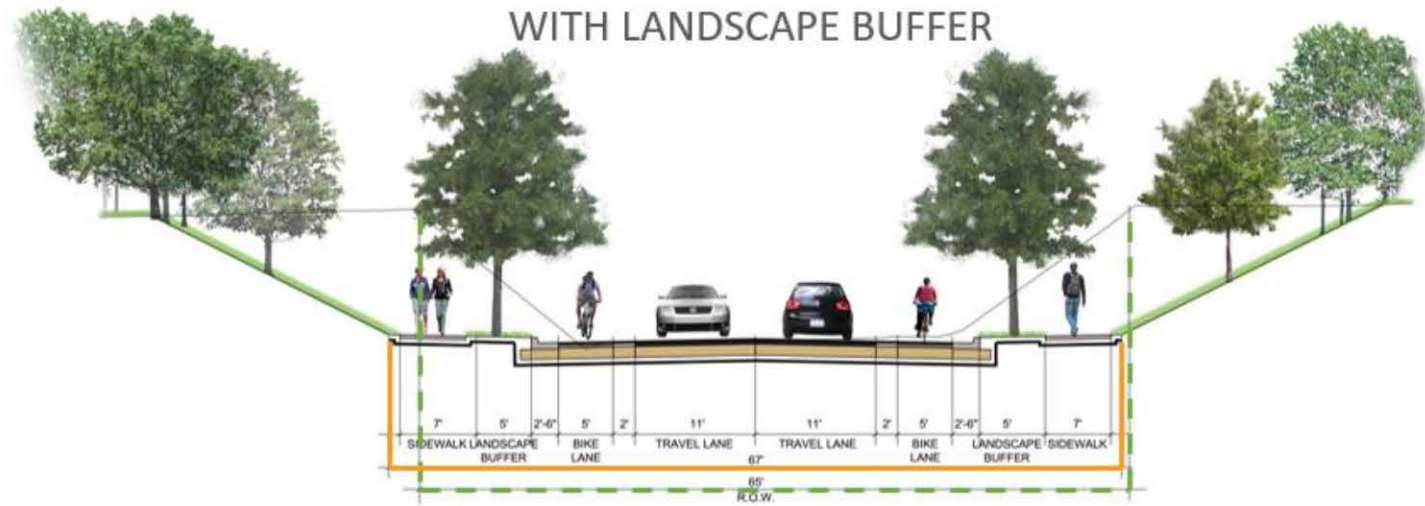 WITH LANDSCAPE BUFFER
7' 5' 2'-6" 5' 2' 11' 11' 2' 5' 2'-6" 5' 7'
SIDEWALK LANDSCAPE BUFFER BIKE LANE TRAVEL LANE TRAVEL LANE BIKE LANE LANDSCAPE BUFFER SIDEWALK
67'
65'
R.O.W.